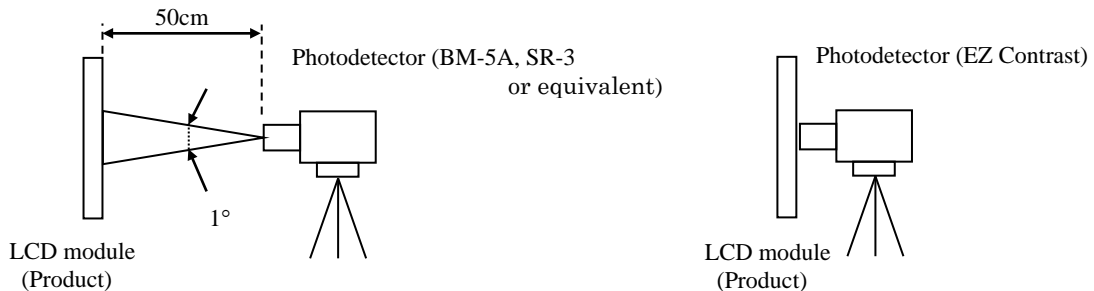 50cm
Photodetector (BM-5A, SR-3
or equivalent)
1°
LCD module
(Product)
Photodetector (EZ Contrast)
LCD module
(Product)